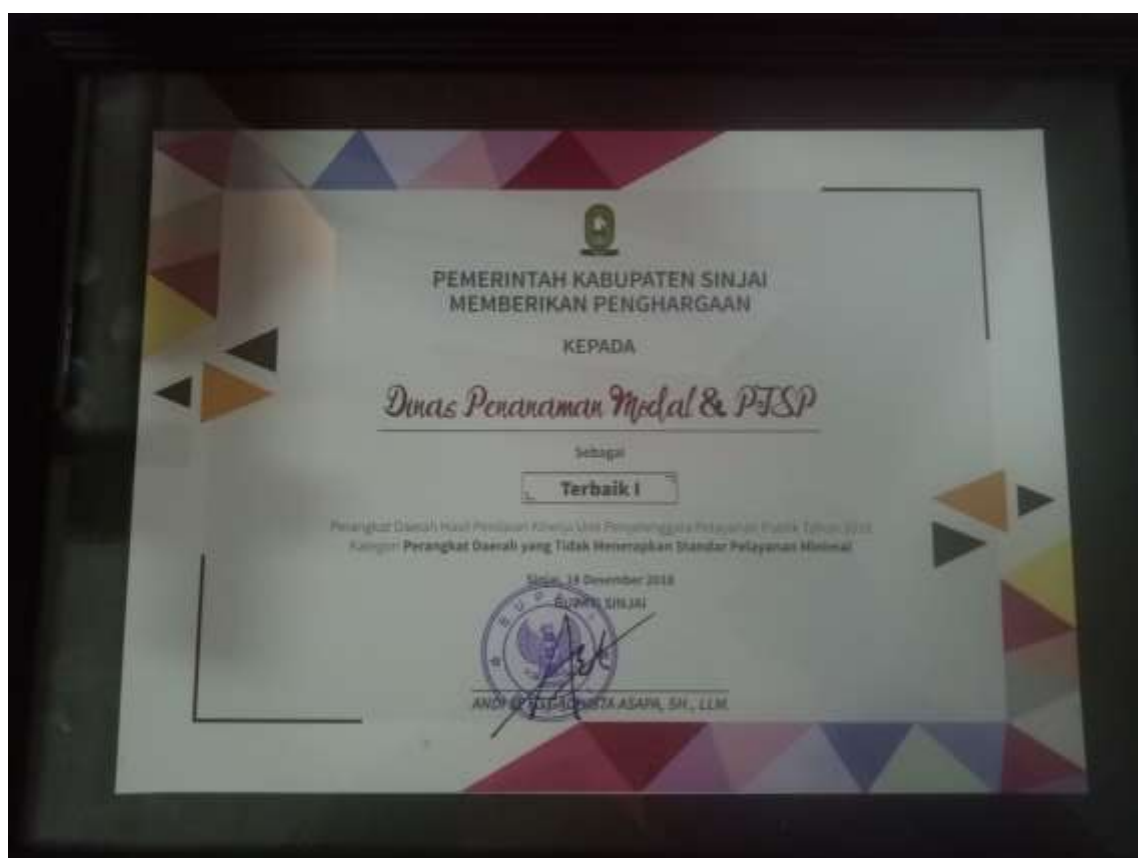 PEMERINTAH KABUPATEN SINJAI
MEMBERIKAN PENGHARGAAN
KEPADA
Dinas Penanaman Modal & PTSP
Sebagai
Terbaik I
Perangkat Daerah Hasil Penilaian Kinerja Unit Penyelenggara Pelayanan Publik Tahun
Kategori Perangkat Daerah yang Tidak Menerapkan Standar Pelayanan Minimal
Sinjai, Desember 2018
BUPATI SINJAI
BUPATI
ANDI ASAPA, SH., LLM.